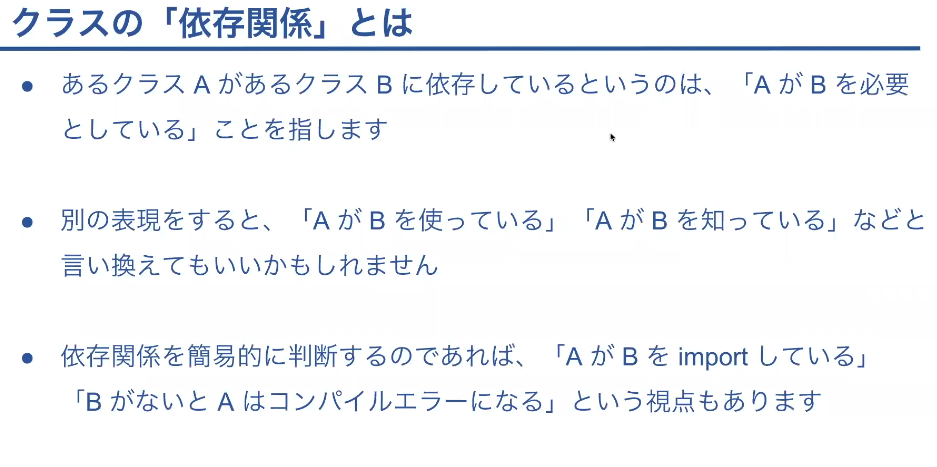 クラスの「依存関係」とは
● あるクラス A があるクラス B に依存しているというのは、「A が B を必要
としている」ことを指します
● 別の表現をすると、「A が B を使っている」「A が B を知っている」などと
言い換えてもいいかもしれません
● 依存関係を簡易的に判断するのであれば、「A が B を import している」
「B がないと A はコンパイルエラーになる」という視点もあります